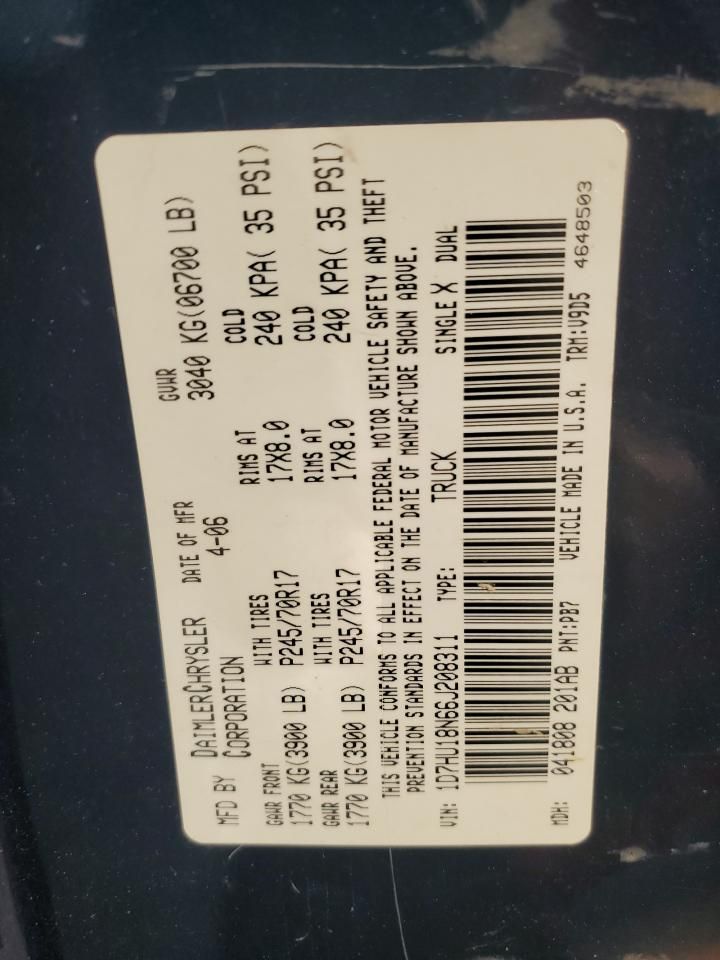 MFD BY DAIMLERCHRYSLER CORPORATION
DATE OF MFR 4-06
GVWR 3040 KG(06700 LB)
GAWR FRONT WITH TIRES RIMS AT COLD
1770 KG(3900 LB) P245/70R17 17X8.0 240 KPA( 35 PSI)
GAWR REAR WITH TIRES RIMS AT COLD
1770 KG(3900 LB) P245/70R17 17X8.0 240 KPA( 35 PSI)
THIS VEHICLE CONFORMS TO ALL APPLICABLE FEDERAL MOTOR VEHICLE SAFETY AND THEFT
PREVENTION STANDARDS IN EFFECT ON THE DATE OF MANUFACTURE SHOWN ABOVE.
VIN: 1D7HU18N66J208311 TYPE: TRUCK SINGLE X DUAL
MDH: 041808 201AB PNT:PB7 VEHICLE MADE IN U.S.A. TRM:V9D5
4648503